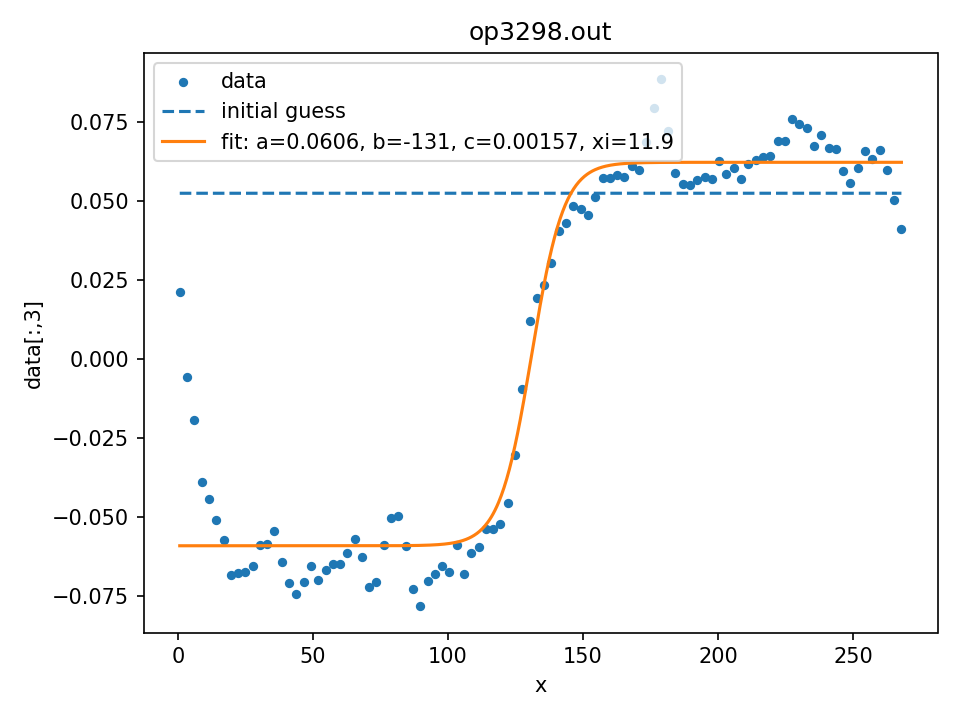 op3298.out
data
initial guess
fit: a=0.0606, b=-131, c=0.00157, xi=11.9
0.075
0.050
0.025
0.000
−0.025
−0.050
−0.075
data[:,3]
0 50 100 150 200 250
x